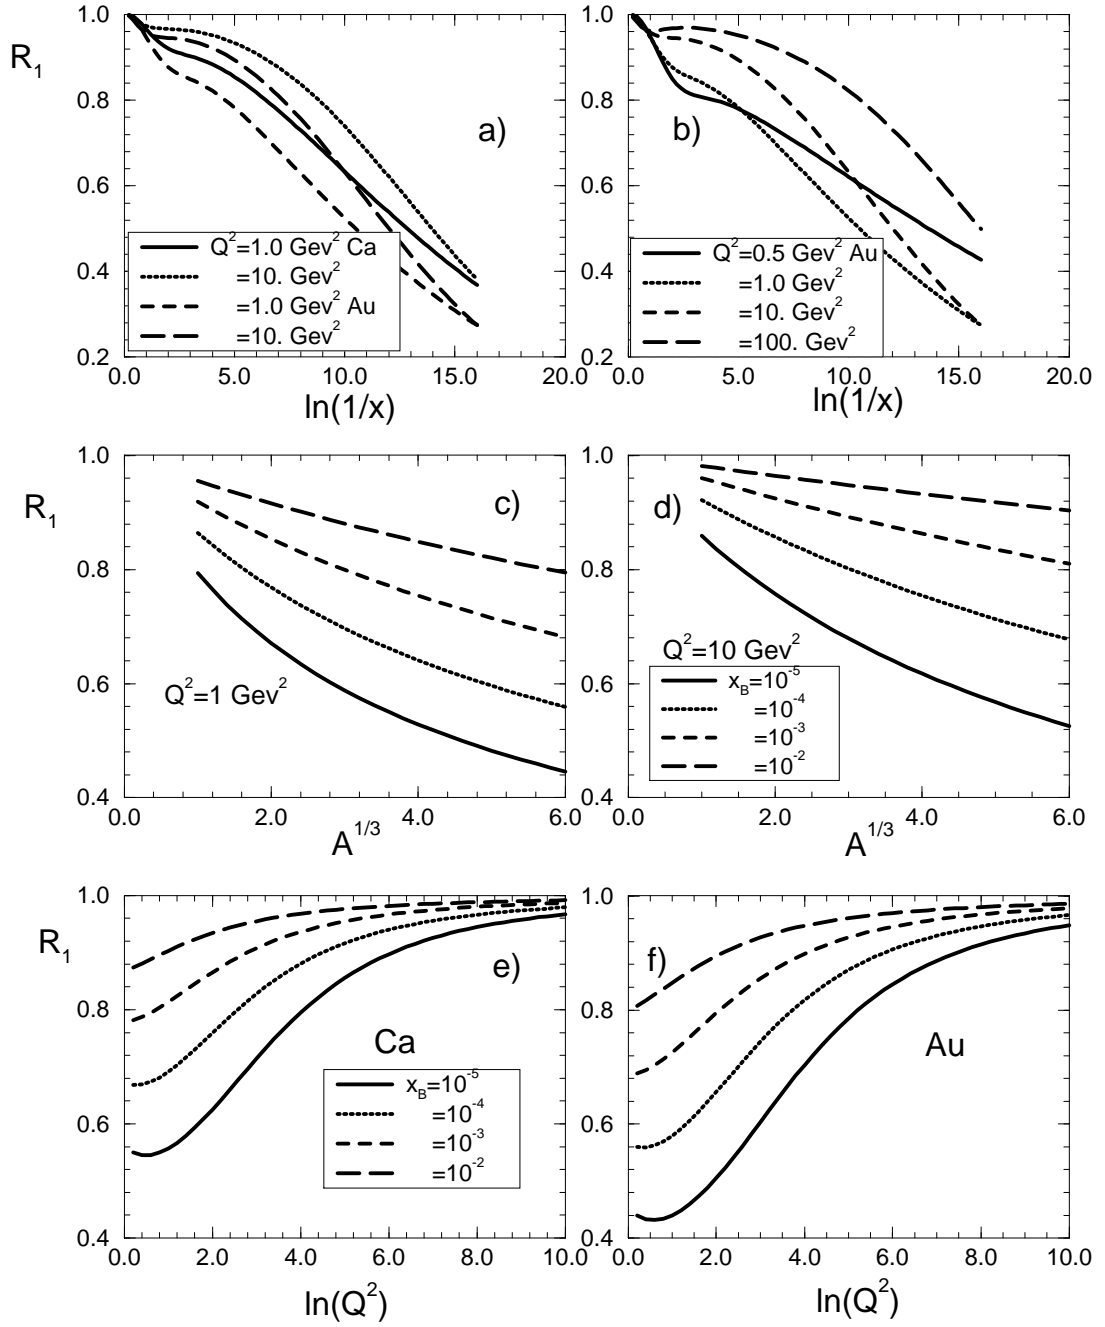 1.0
0.8
0.6
0.4
0.2
R₁
a)
Q²=1.0 Gev² Ca
=10. Gev²
=1.0 Gev² Au
=10. Gev²
0.0 5.0 10.0 15.0 20.0
ln(1/x)
1.0
0.8
0.6
0.4
0.2
b)
Q²=0.5 Gev² Au
=1.0 Gev²
=10. Gev²
=100. Gev²
0.0 5.0 10.0 15.0 20.0
ln(1/x)
1.0
0.8
0.6
0.4
R₁
c)
Q²=1 Gev²
0.0 2.0 4.0 6.0
A^1/3
1.0
0.8
0.6
0.4
d)
Q²=10 Gev²
x_B=10⁻⁵
=10⁻⁴
=10⁻³
=10⁻²
0.0 2.0 4.0 6.0
A^1/3
1.0
0.8
0.6
0.4
R₁
e)
Ca
x_B=10⁻⁵
=10⁻⁴
=10⁻³
=10⁻²
0.0 2.0 4.0 6.0 8.0 10.0
ln(Q²)
1.0
0.8
0.6
0.4
f)
Au
0.0 2.0 4.0 6.0 8.0 10.0
ln(Q²)